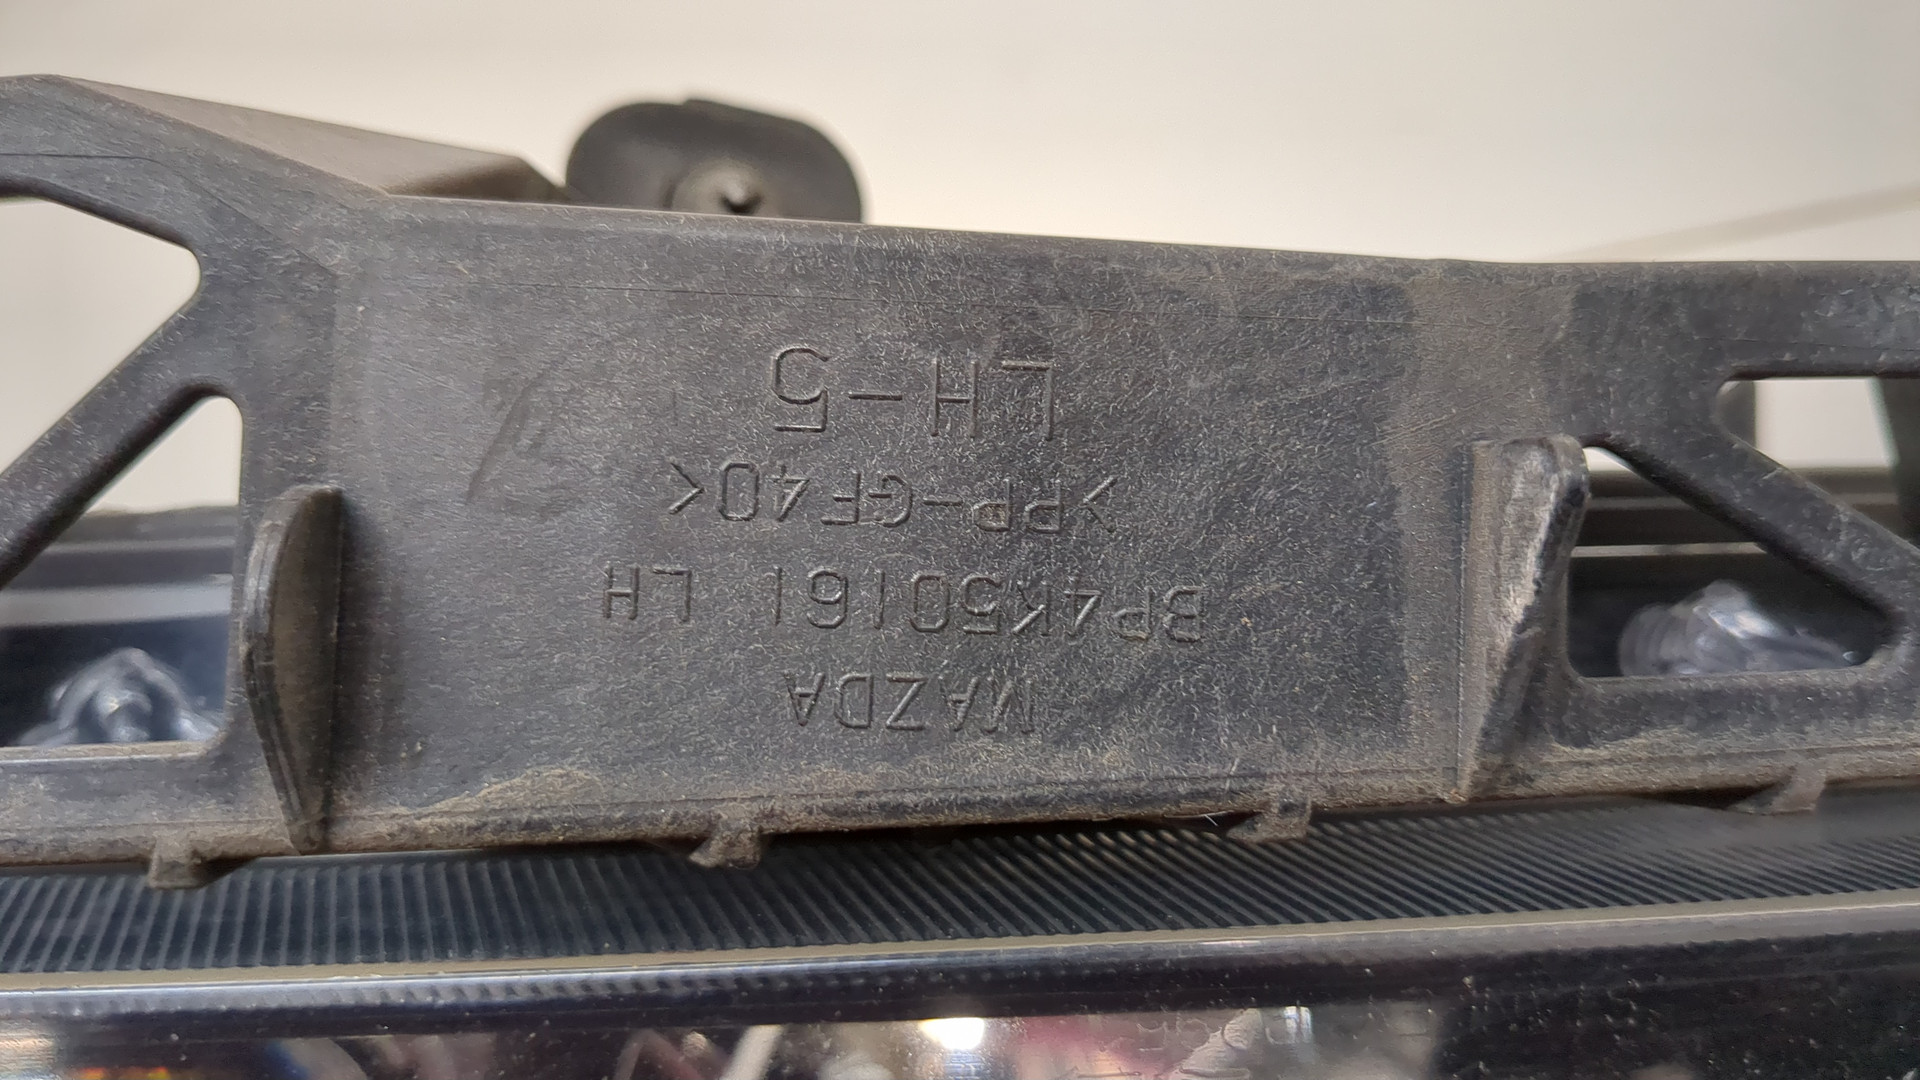 MAZDA
BP4K50161 LH
>PP-GF40<
LH-5